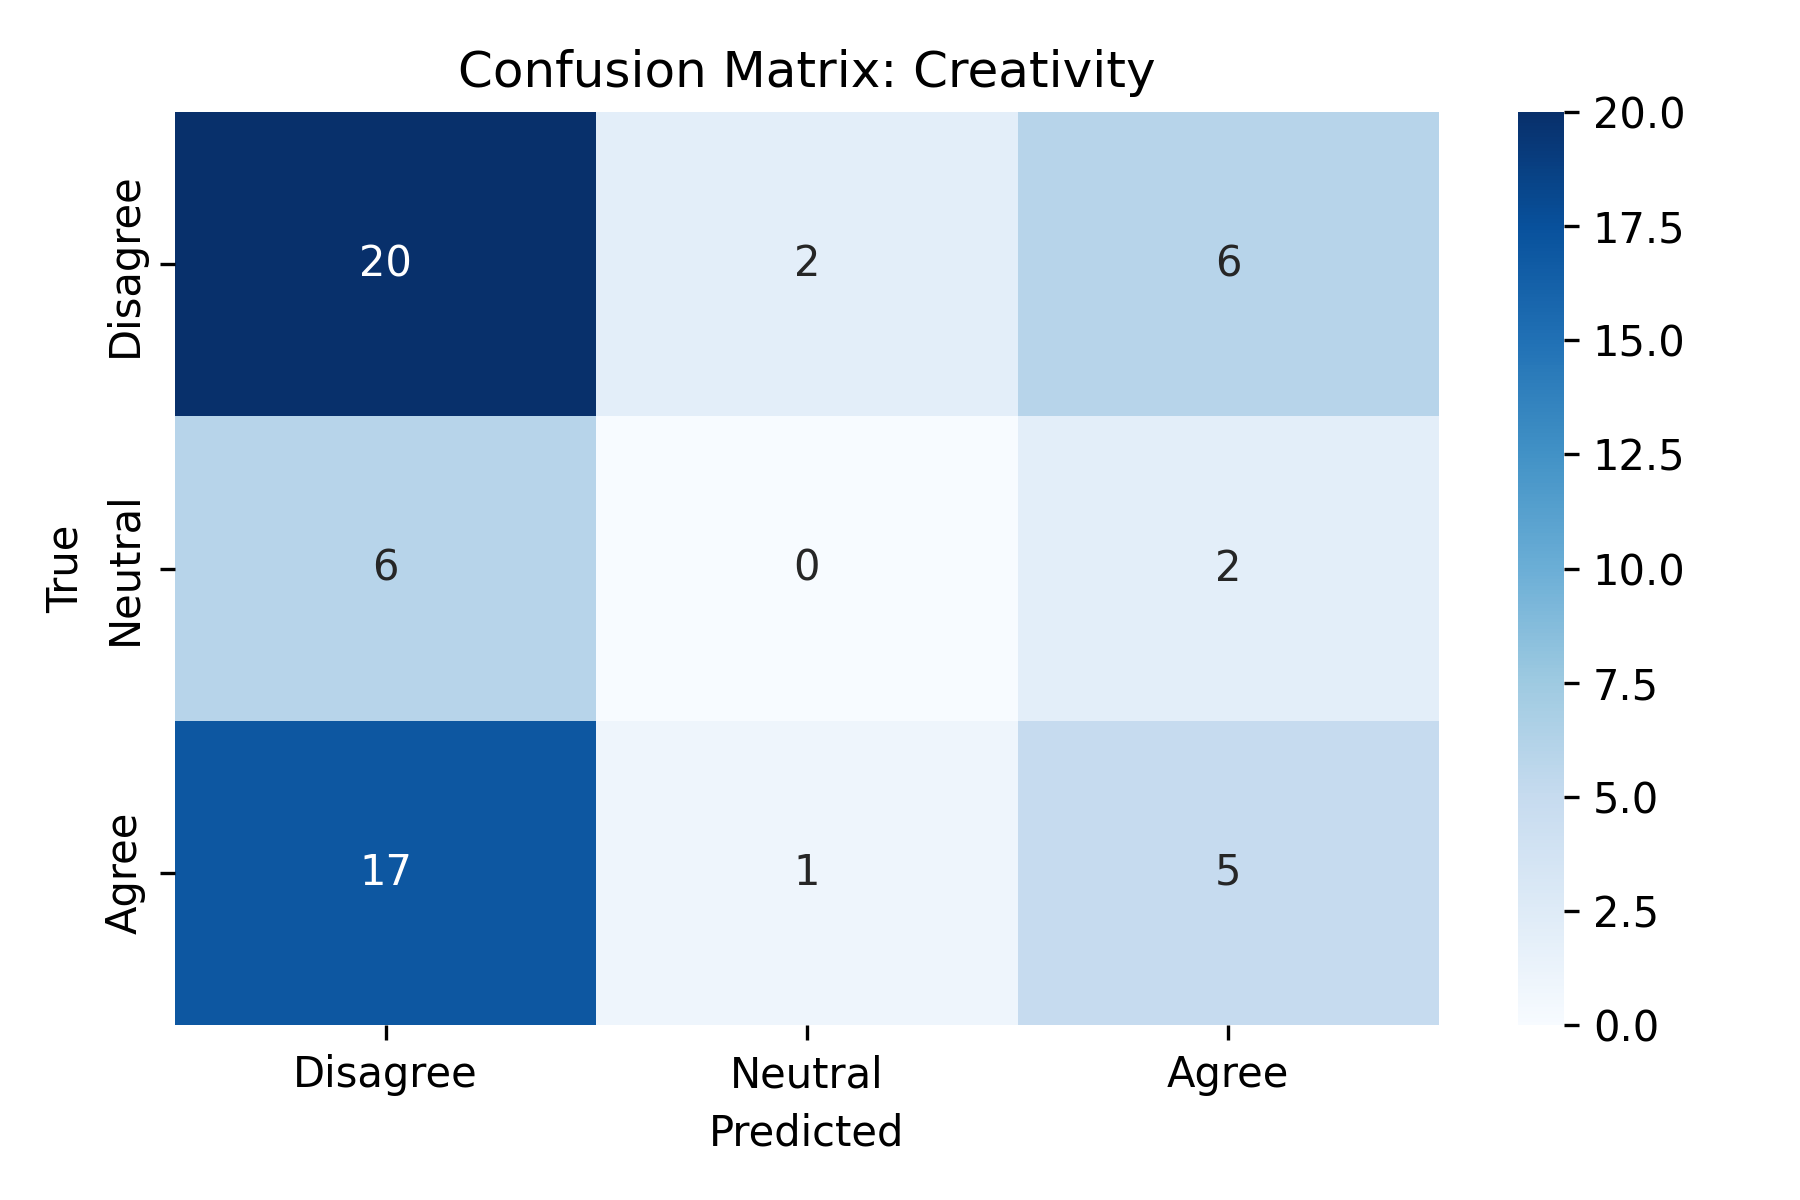 Confusion Matrix: Creativity
True
Disagree
20 2 6
Neutral
6 0 2
Agree
17 1 5
Disagree Neutral Agree
Predicted
20.0
17.5
15.0
12.5
10.0
7.5
5.0
2.5
0.0